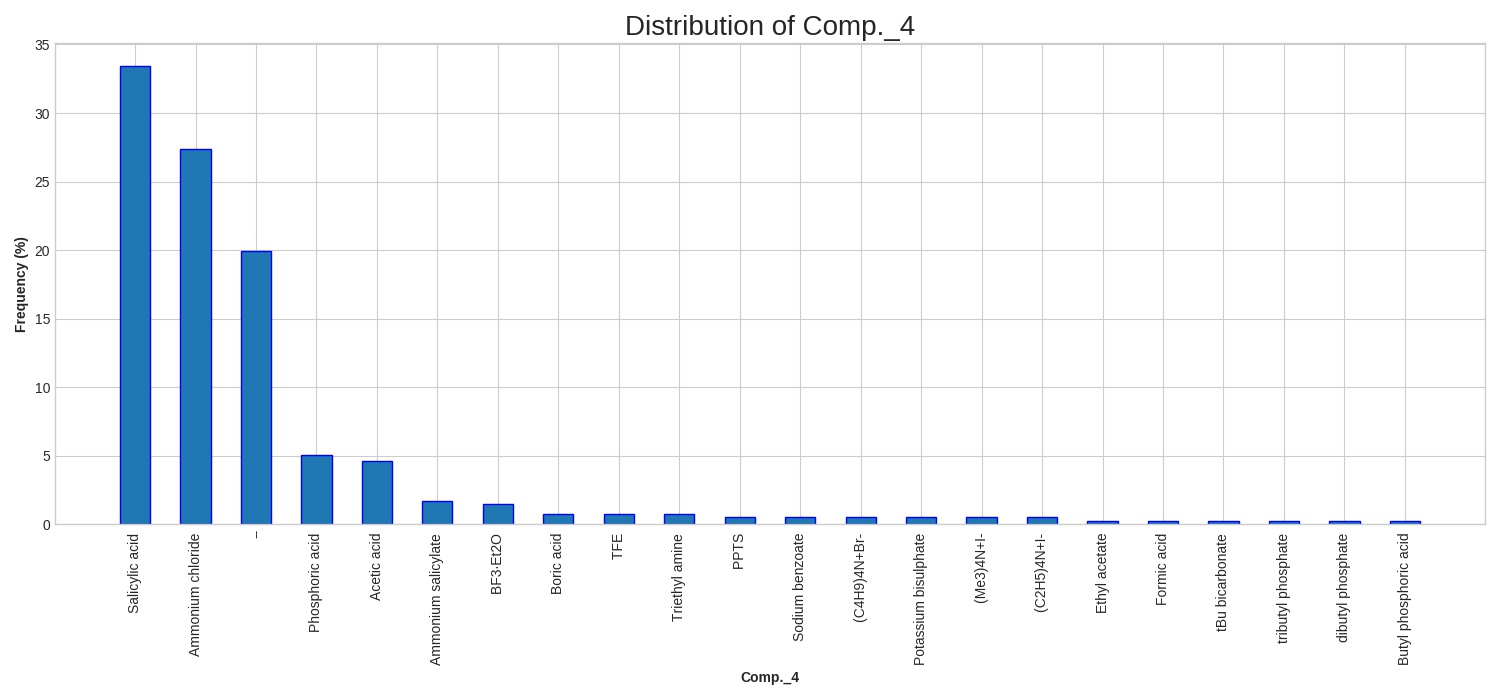 Distribution of Comp._4
35
30
25
20
15
10
5
0
Frequency (%)
Salicylic acid
Ammonium chloride
–
Phosphoric acid
Acetic acid
Ammonium salicylate
BF3·Et2O
Boric acid
TFE
Triethyl amine
PPTS
Sodium benzoate
(C4H9)4N+Br-
Potassium bisulphate
(Me3)4N+I-
(C2H5)4N+I-
Ethyl acetate
Formic acid
tBu bicarbonate
tributyl phosphate
dibutyl phosphate
Butyl phosphoric acid
Comp._4